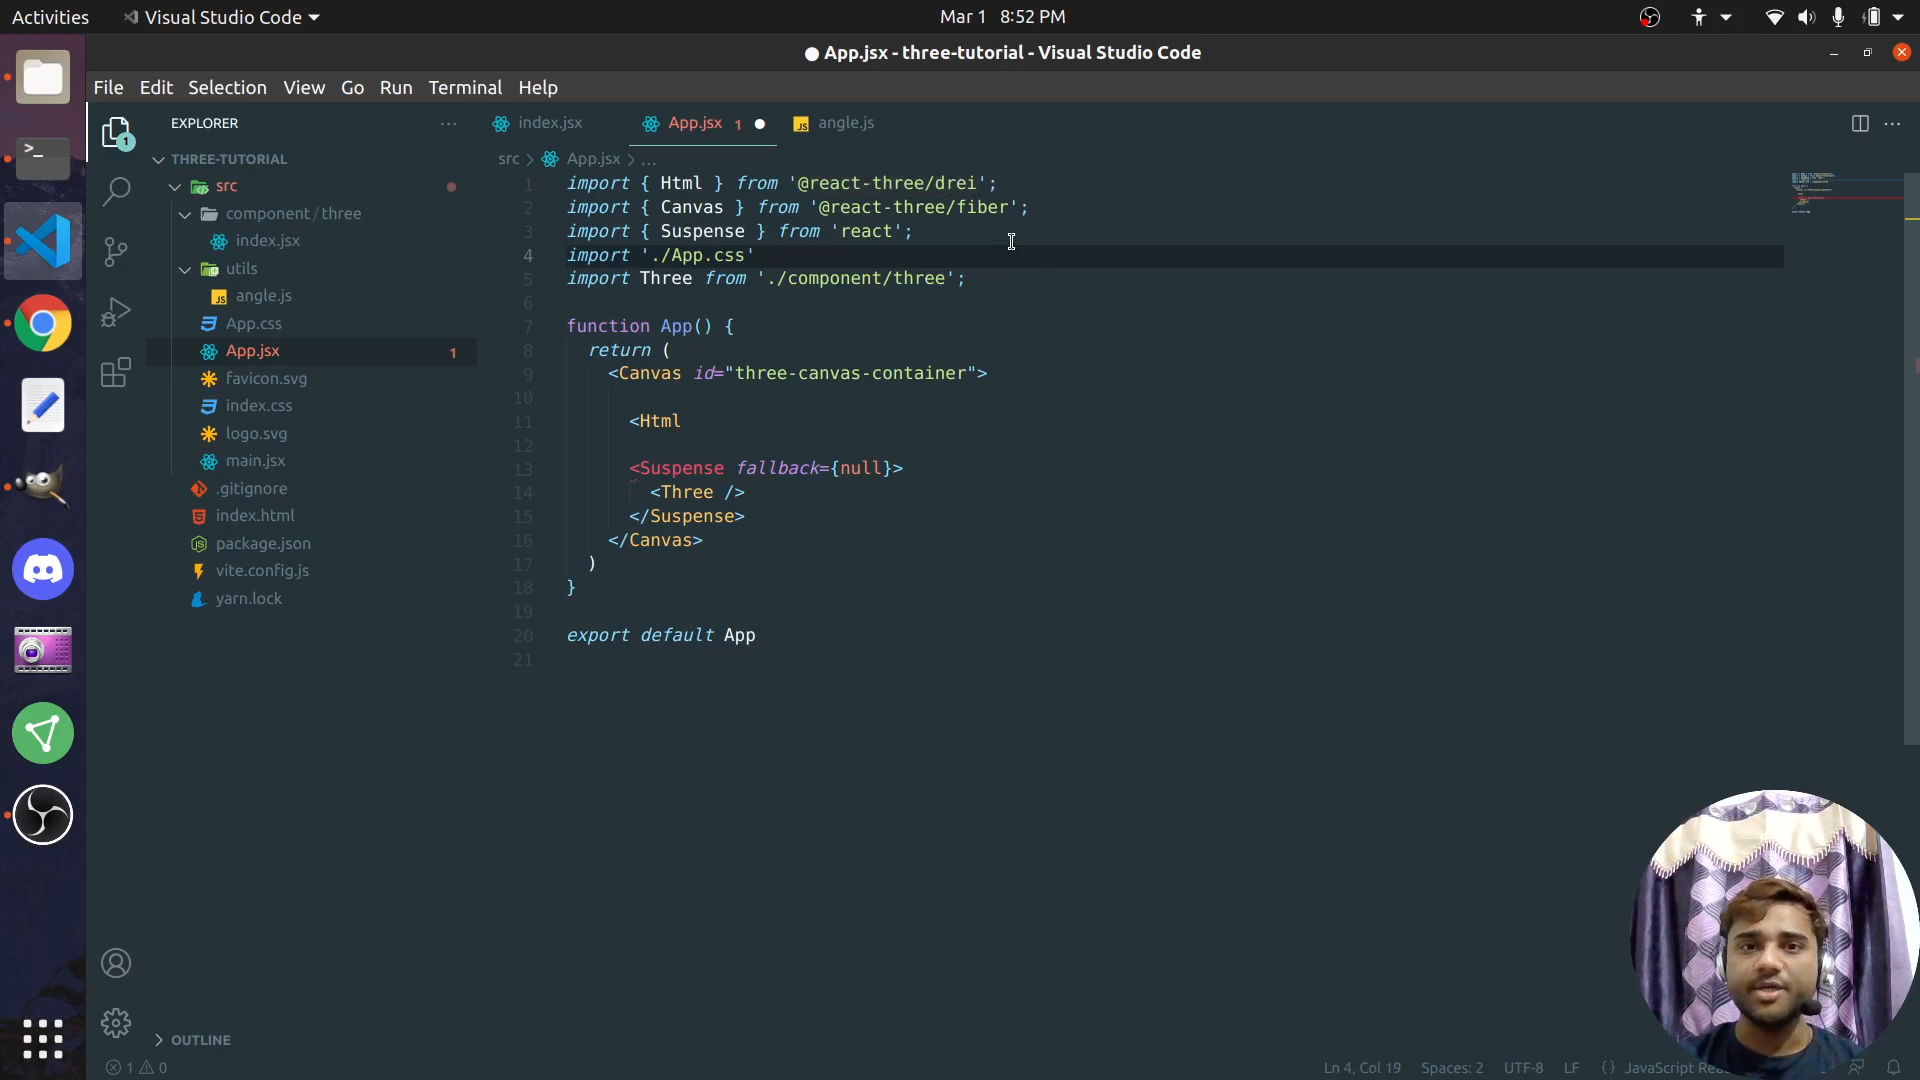 Activities
Visual Studio Code
Mar 1 8:52 PM
App.jsx - three-tutorial - Visual Studio Code
File Edit Selection View Go Run Terminal Help
1
EXPLORER
THREE-TUTORIAL
src
component / three
index.jsx
utils
angle.js
App.css
App.jsx 1
favicon.svg
index.css
logo.svg
main.jsx
.gitignore
index.html
package.json
vite.config.js
yarn.lock
OUTLINE
index.jsx
App.jsx 1
angle.js
src > App.jsx > ...
1 import { Html } from '@react-three/drei';
2 import { Canvas } from '@react-three/fiber';
3 import { Suspense } from 'react';
4 import './App.css'
5 import Three from './component/three';
6
7 function App() {
8 return (
9 <Canvas id="three-canvas-container">
10
11 <Html
12
13 <Suspense fallback={null}>
14 <Three />
15 </Suspense>
16 </Canvas>
17 )
18 }
19
20 export default App
21
1 0
Ln 4, Col 19
Spaces: 2
UTF-8
LF
{} JavaScript